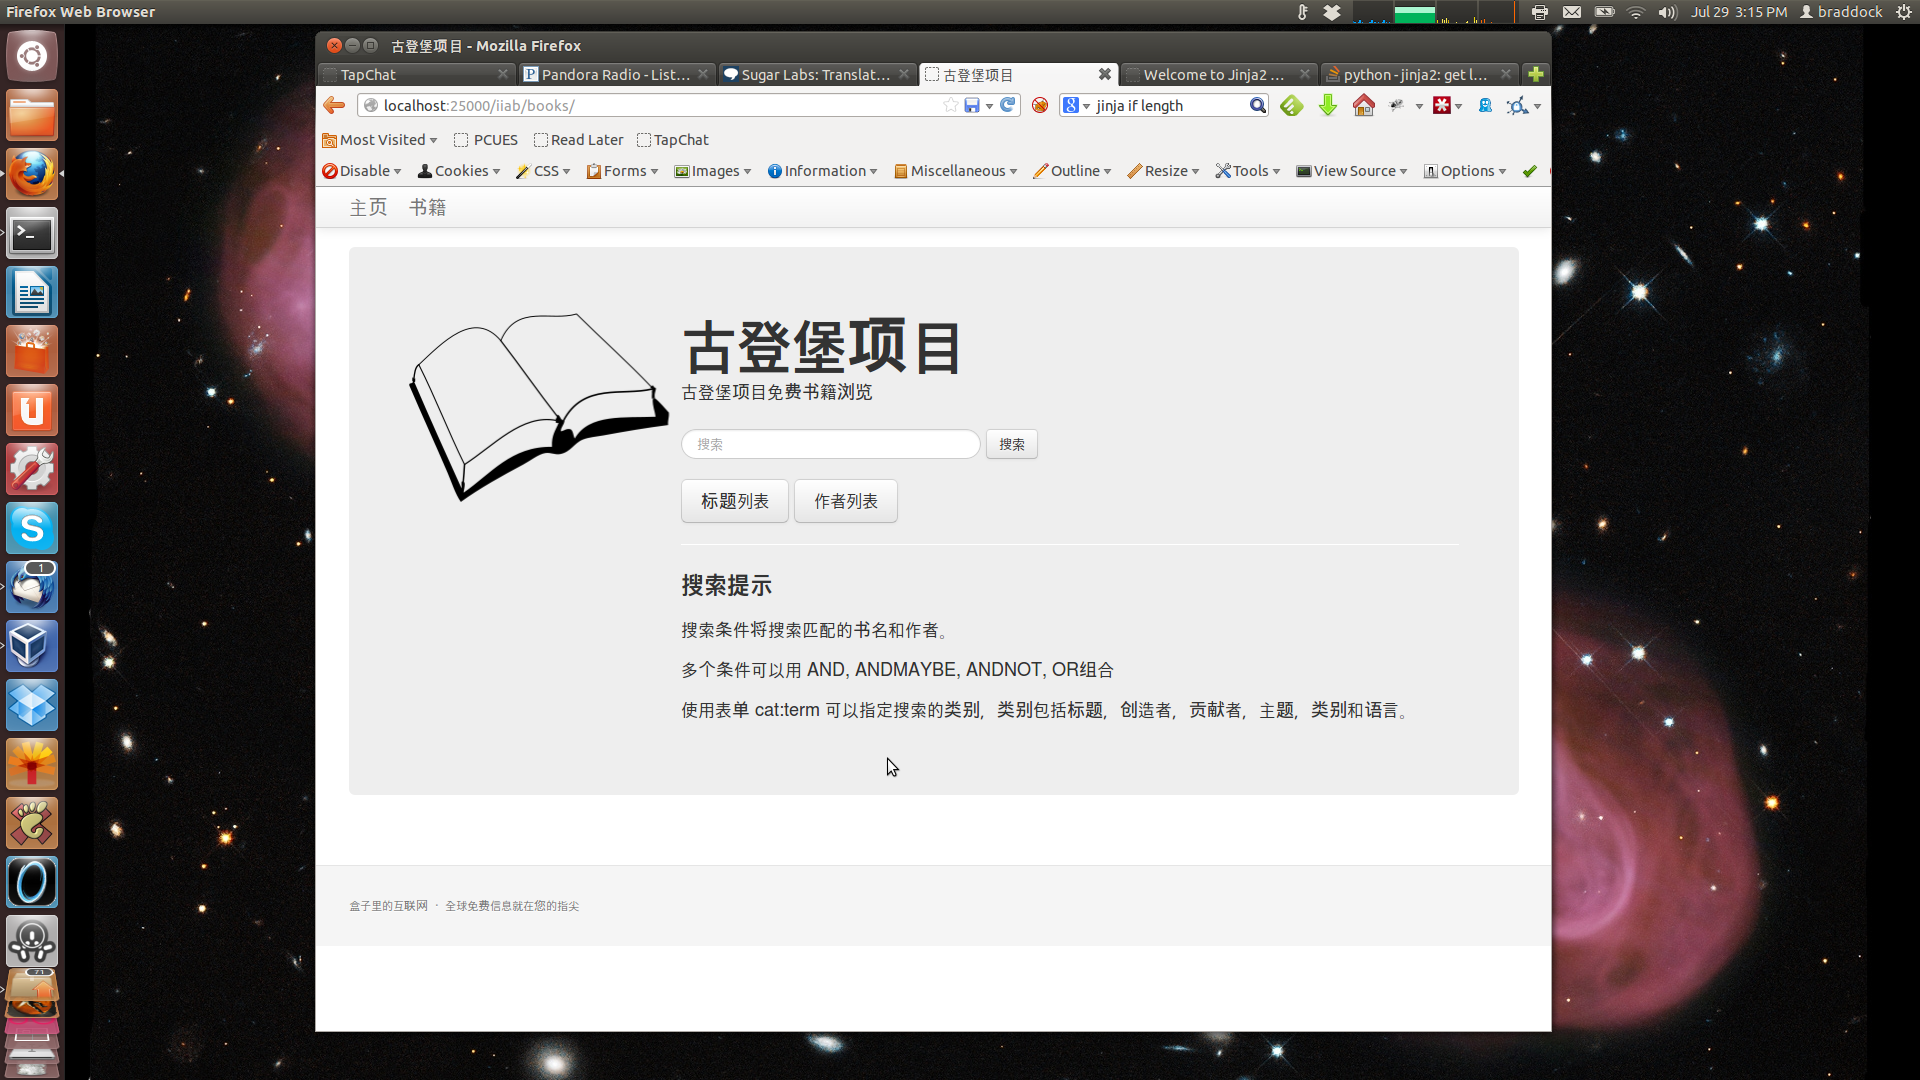 Firefox Web Browser
Jul 29 3:15 PM braddock
古登堡项目 - Mozilla Firefox
TapChat
Pandora Radio - List...
Sugar Labs: Translat...
古登堡项目
Welcome to Jinja2 ...
python - jinja2: get l...
localhost:25000/iiab/books/
jinja if length
Most Visited PCUES Read Later TapChat
Disable Cookies CSS Forms Images Information Miscellaneous Outline Resize Tools View Source Options
主页 书籍
古登堡项目
古登堡项目免费书籍浏览
搜索 搜索
标题列表 作者列表
搜索提示
搜索条件将搜索匹配的书名和作者。
多个条件可以用 AND, ANDMAYBE, ANDNOT, OR组合
使用表单 cat:term 可以指定搜索的类别，类别包括标题，创造者，贡献者，主题，类别和语言。
盒子里的互联网 · 全球免费信息就在您的指尖
1